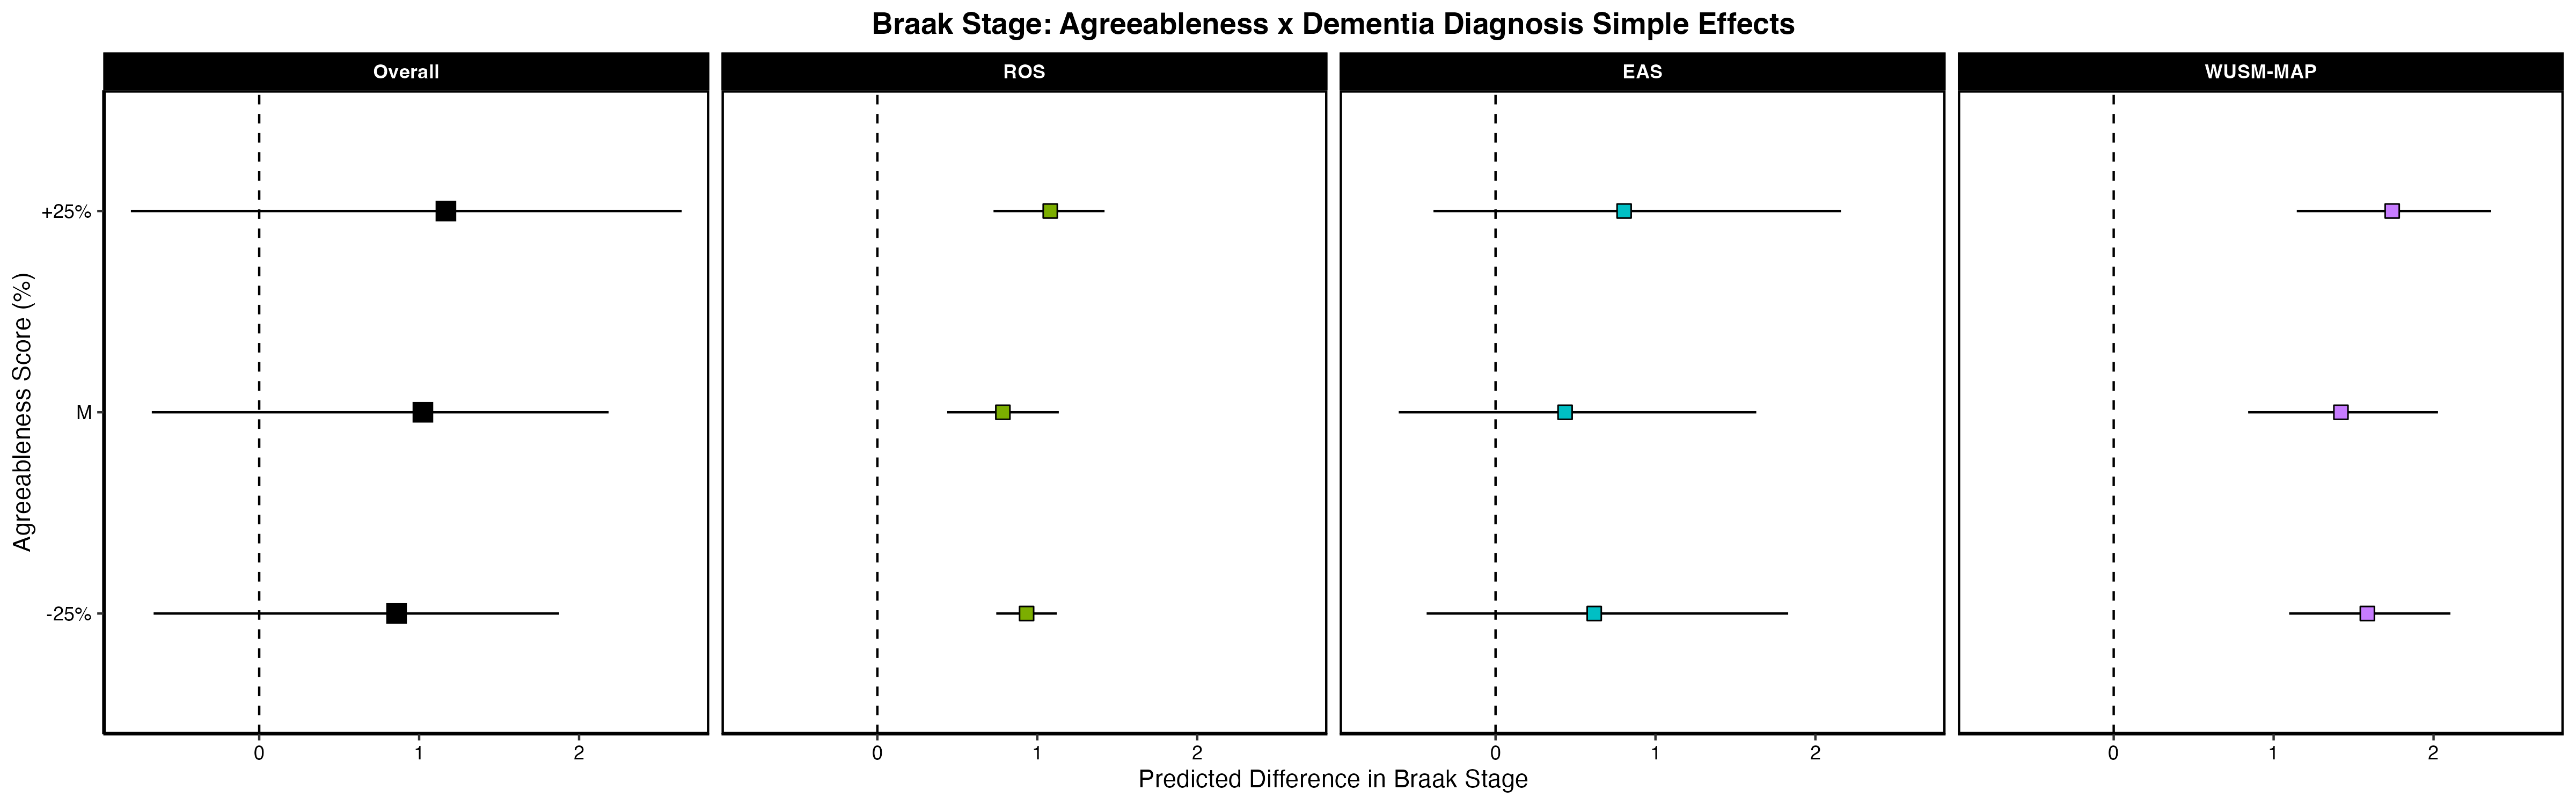 Braak Stage: Agreeableness x Dementia Diagnosis Simple Effects
Overall
ROS
EAS
WUSM-MAP
Agreeableness Score (%)
+25%
M
-25%
0 1 2
0 1 2
0 1 2
0 1 2
Predicted Difference in Braak Stage